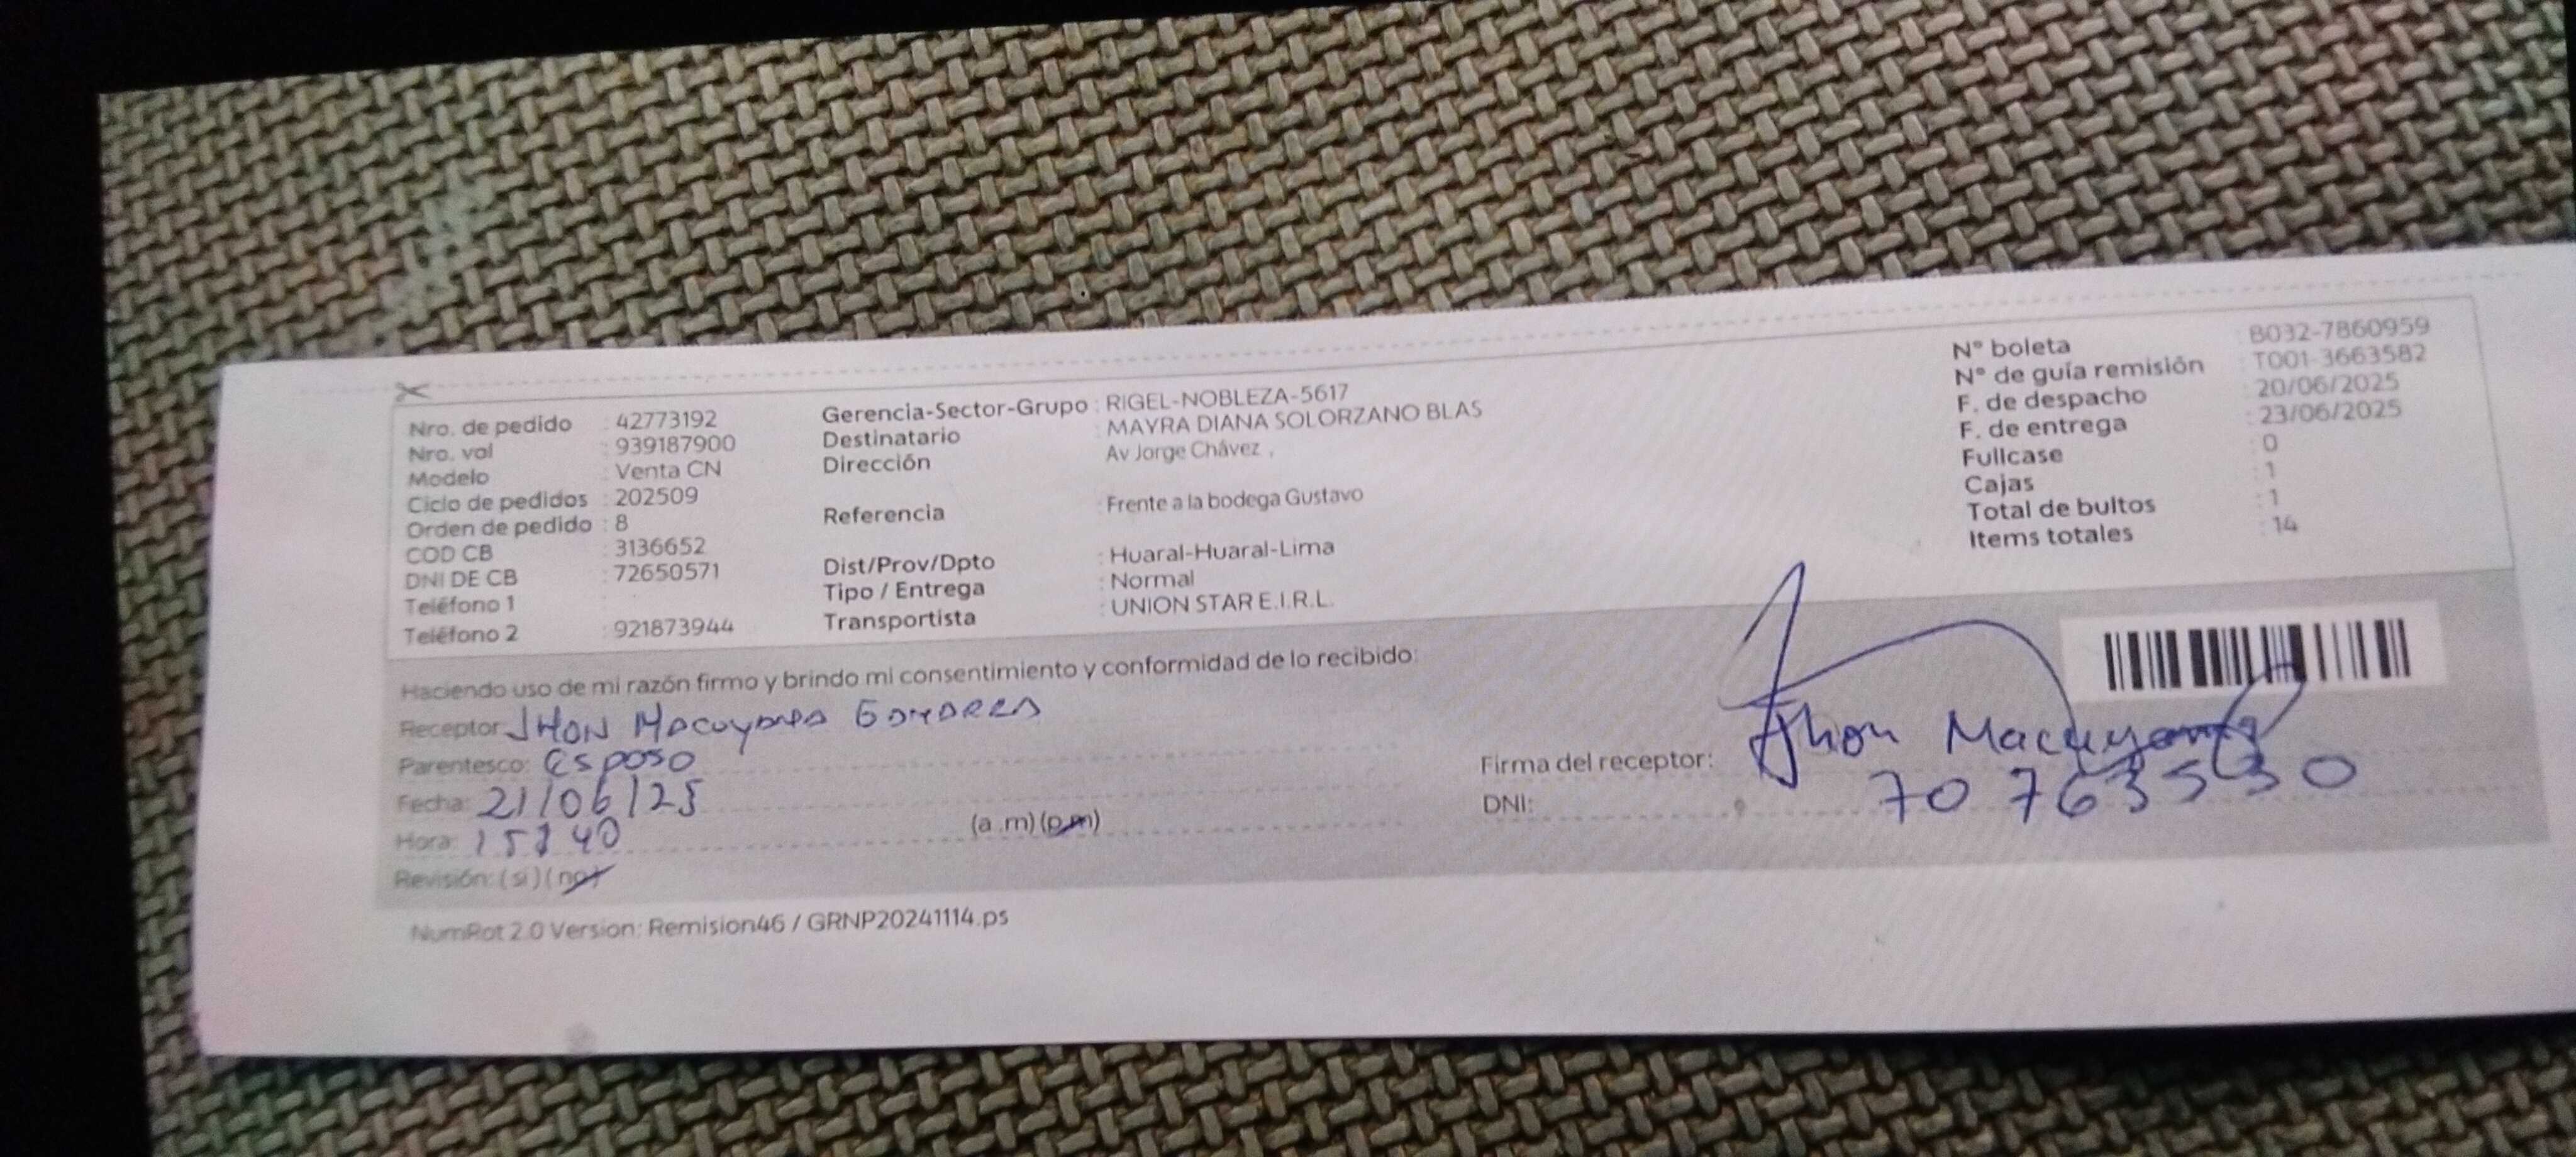 Nro. de pedido : 42773192
Nro. val : 939187900
Modelo : Venta CN
Ciclo de pedidos : 202509
Orden de pedido : 8
COD CB : 3136652
DNI DE CB : 72650571
Teléfono 1 :
Teléfono 2 : 921873944
Gerencia-Sector-Grupo : RIGEL-NOBLEZA-5617
Destinatario : MAYRA DIANA SOLORZANO BLAS
Dirección : Av Jorge Chávez ,
Referencia : Frente a la bodega Gustavo
Dist/Prov/Dpto : Huaral-Huaral-Lima
Tipo / Entrega : Normal
Transportista : UNION STAR E.I.R.L.
N° boleta : B032-7860959
N° de guía remisión : T001-3663582
F. de despacho : 20/06/2025
F. de entrega : 23/06/2025
Fullcase : 0
Cajas : 1
Total de bultos : 1
Items totales : 14
Haciendo uso de mi razón firmo y brindo mi consentimiento y conformidad de lo recibido:
Receptor: JHON
Parentesco: Esposo
Fecha: 21/06/25
Hora: 15:40 (a.m) (p.m)
Revisión: (si) (no)
Firma del receptor: Jhon Macuyama
DNI: 70763530
NumRot 2.0 Version: Remision46 / GRNP20241114.ps